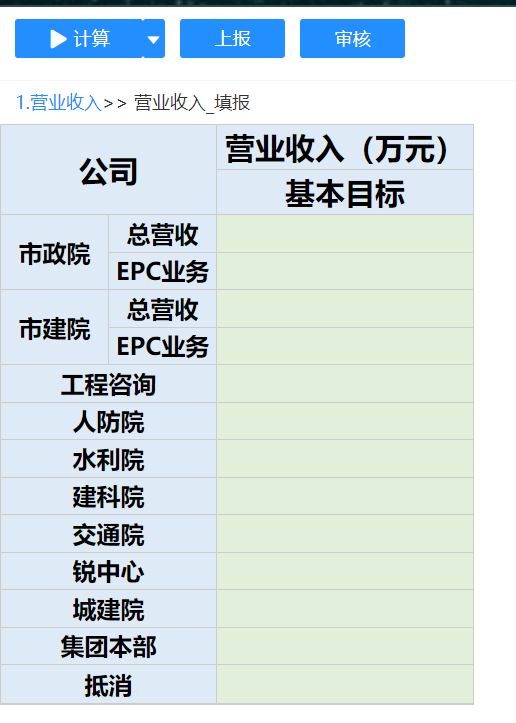 计算 上报 审核
1.营业收入>> 营业收入_填报
公司 营业收入（万元）
基本目标
市政院 总营收
EPC业务
市建院 总营收
EPC业务
工程咨询
人防院
水利院
建科院
交通院
锐中心
城建院
集团本部
抵消